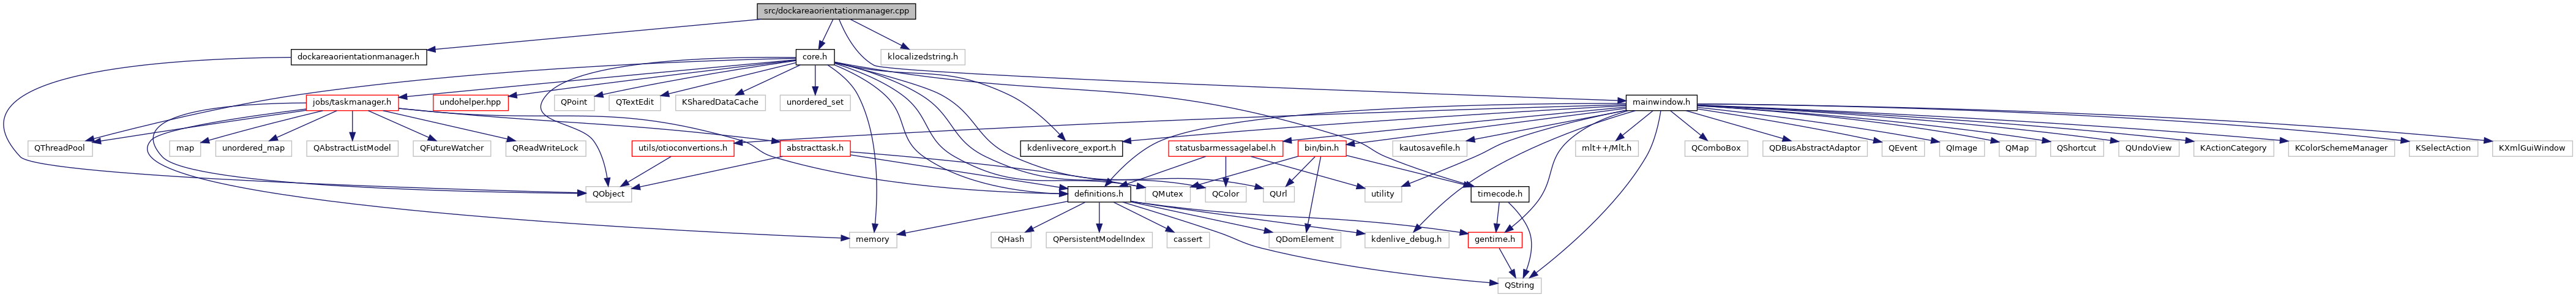 src/dockareaorientationmanager.cpp
dockareaorientationmanager.h
core.h
klocalizedstring.h
jobs/taskmanager.h
undohelper.hpp
QPoint
QTextEdit
KSharedDataCache
unordered_set
mainwindow.h
QThreadPool
map
unordered_map
QAbstractListModel
QFutureWatcher
QReadWriteLock
utils/otioconvertions.h
abstracttask.h
kdenlivecore_export.h
statusbarmessagelabel.h
bin/bin.h
kautosavefile.h
mlt++/Mlt.h
QComboBox
QDBusAbstractAdaptor
QEvent
QImage
QMap
QShortcut
QUndoView
KActionCategory
KColorSchemeManager
KSelectAction
KXmlGuiWindow
QObject
definitions.h
QMutex
QColor
QUrl
utility
timecode.h
memory
QHash
QPersistentModelIndex
cassert
QDomElement
kdenlive_debug.h
gentime.h
QString